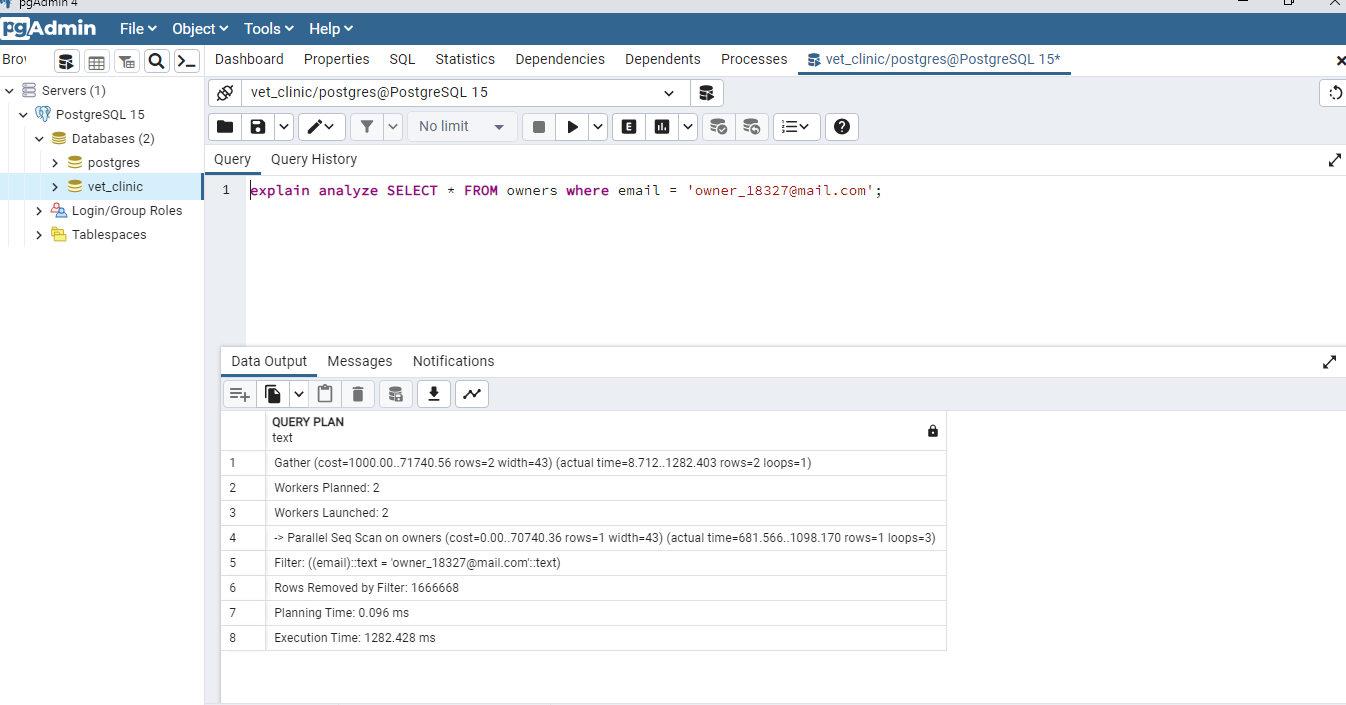 pgAdmin 4
pgAdmin File Object Tools Help
Dashboard Properties SQL Statistics Dependencies Dependents Processes vet_clinic/postgres@PostgreSQL 15*
Servers (1)
PostgreSQL 15
Databases (2)
postgres
vet_clinic
Login/Group Roles
Tablespaces
vet_clinic/postgres@PostgreSQL 15
No limit
E
Query Query History
1 explain analyze SELECT * FROM owners where email = 'owner_18327@mail.com';
Data Output Messages Notifications
QUERY PLAN
text
1 Gather (cost=1000.00..71740.56 rows=2 width=43) (actual time=8.712..1282.403 rows=2 loops=1)
2 Workers Planned: 2
3 Workers Launched: 2
4 -> Parallel Seq Scan on owners (cost=0.00..70740.36 rows=1 width=43) (actual time=681.566..1098.170 rows=1 loops=3)
5 Filter: ((email)::text = 'owner_18327@mail.com'::text)
6 Rows Removed by Filter: 1666668
7 Planning Time: 0.096 ms
8 Execution Time: 1282.428 ms